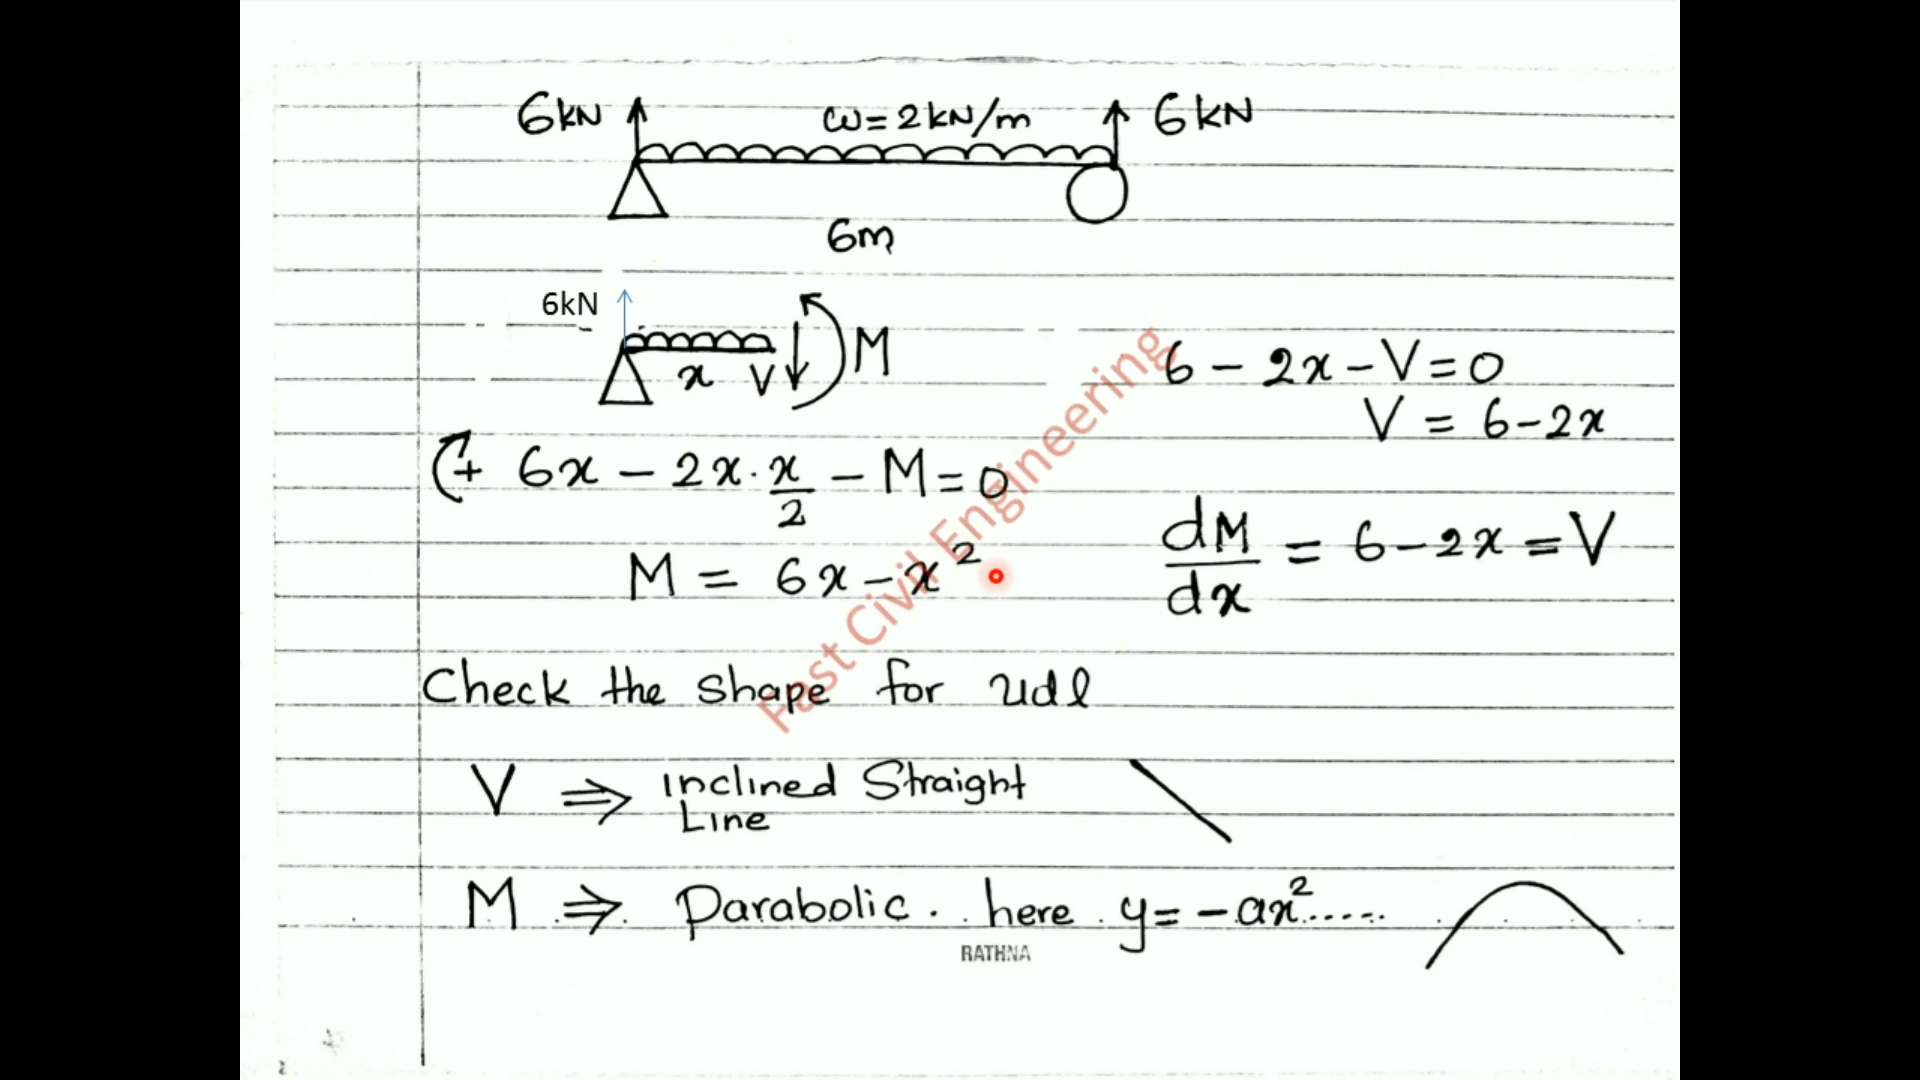 6kN ω=2kN/m 6kN
6m
6kN
x V M
6 - 2x - V = 0
V = 6-2x
+ 6x - 2x·x/2 - M = 0
M = 6x - x²
dM/dx = 6-2x = V
Check the shape for udl
V ⇒ Inclined Straight
Line
M ⇒ Parabolic. here y = -ax².....
RATHNA
Fast Civil Engineering
2